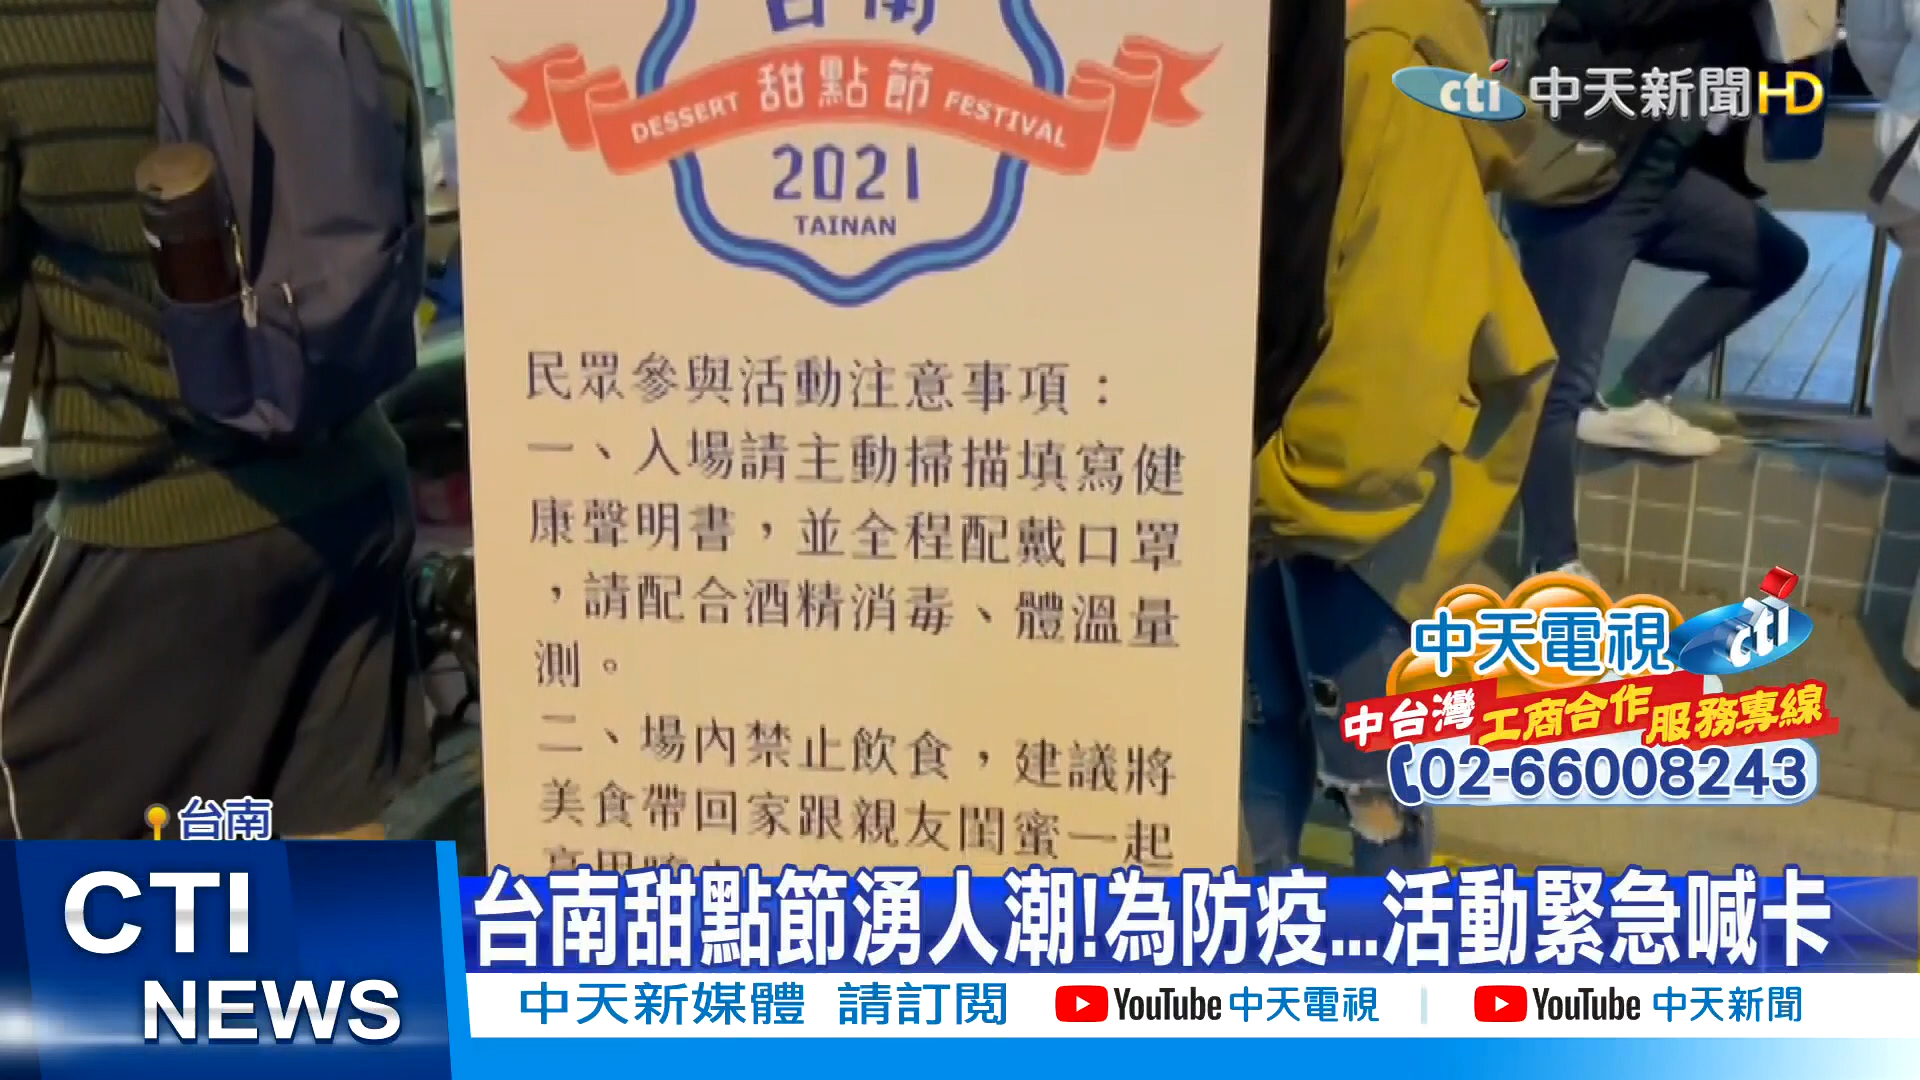 台南
DESSERT 甜點節 FESTIVAL
2021
TAINAN
民眾參與活動注意事項：
一、入場請主動掃描填寫健
康聲明書，並全程配戴口罩
，請配合酒精消毒、體溫量
測。
二、場內禁止飲食，建議將
美食帶回家跟親友閨蜜一起
cti 中天新聞HD
中天電視 cti
中台灣 工商合作 服務專線
02-66008243
台南
CTI
NEWS
台南甜點節湧人潮!為防疫...活動緊急喊卡
中天新媒體 請訂閱 YouTube 中天電視 | YouTube 中天新聞